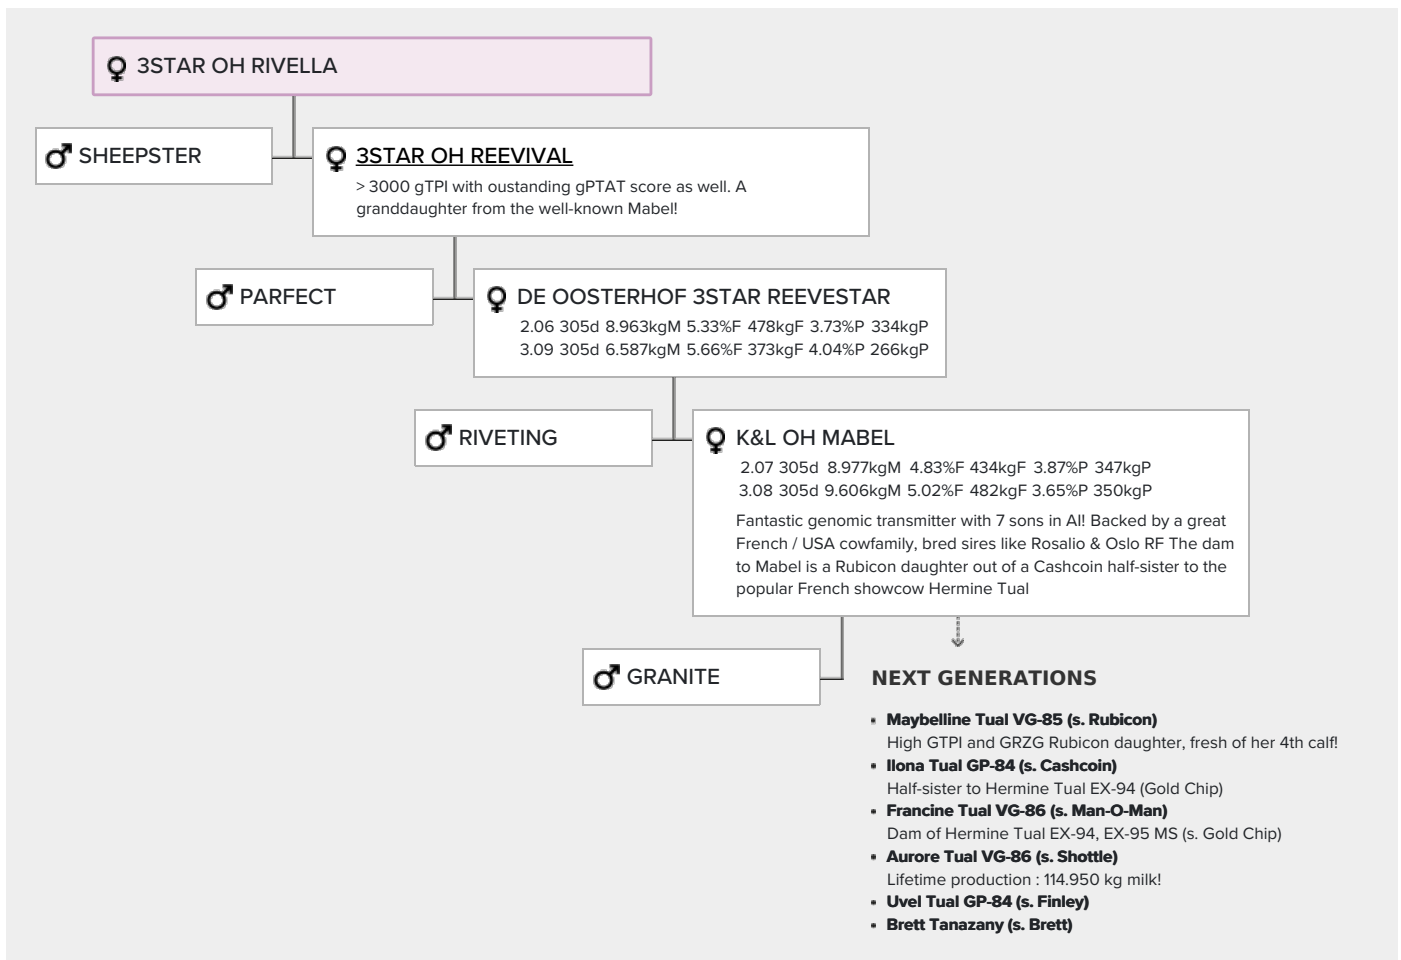 3STAR OH RIVELLA
SHEEPSTER
3STAR OH REEVIVAL
> 3000 gTPI with oustanding gPTAT score as well. A
granddaughter from the well-known Mabel!
PARFECT
DE OOSTERHOF 3STAR REEVESTAR
2.06 305d 8.963kgM 5.33%F 478kgF 3.73%P 334kgP
3.09 305d 6.587kgM 5.66%F 373kgF 4.04%P 266kgP
RIVETING
K&L OH MABEL
2.07 305d 8.977kgM 4.83%F 434kgF 3.87%P 347kgP
3.08 305d 9.606kgM 5.02%F 482kgF 3.65%P 350kgP
Fantastic genomic transmitter with 7 sons in AI! Backed by a great
French / USA cowfamily, bred sires like Rosalio & Oslo RF The dam
to Mabel is a Rubicon daughter out of a Cashcoin half-sister to the
popular French showcow Hermine Tual
GRANITE
NEXT GENERATIONS
• Maybelline Tual VG-85 (s. Rubicon)
High GTPI and GRZG Rubicon daughter, fresh of her 4th calf!
• Ilona Tual GP-84 (s. Cashcoin)
Half-sister to Hermine Tual EX-94 (Gold Chip)
• Francine Tual VG-86 (s. Man-O-Man)
Dam of Hermine Tual EX-94, EX-95 MS (s. Gold Chip)
• Aurore Tual VG-86 (s. Shottle)
Lifetime production : 114.950 kg milk!
• Uvel Tual GP-84 (s. Finley)
• Brett Tanazany (s. Brett)